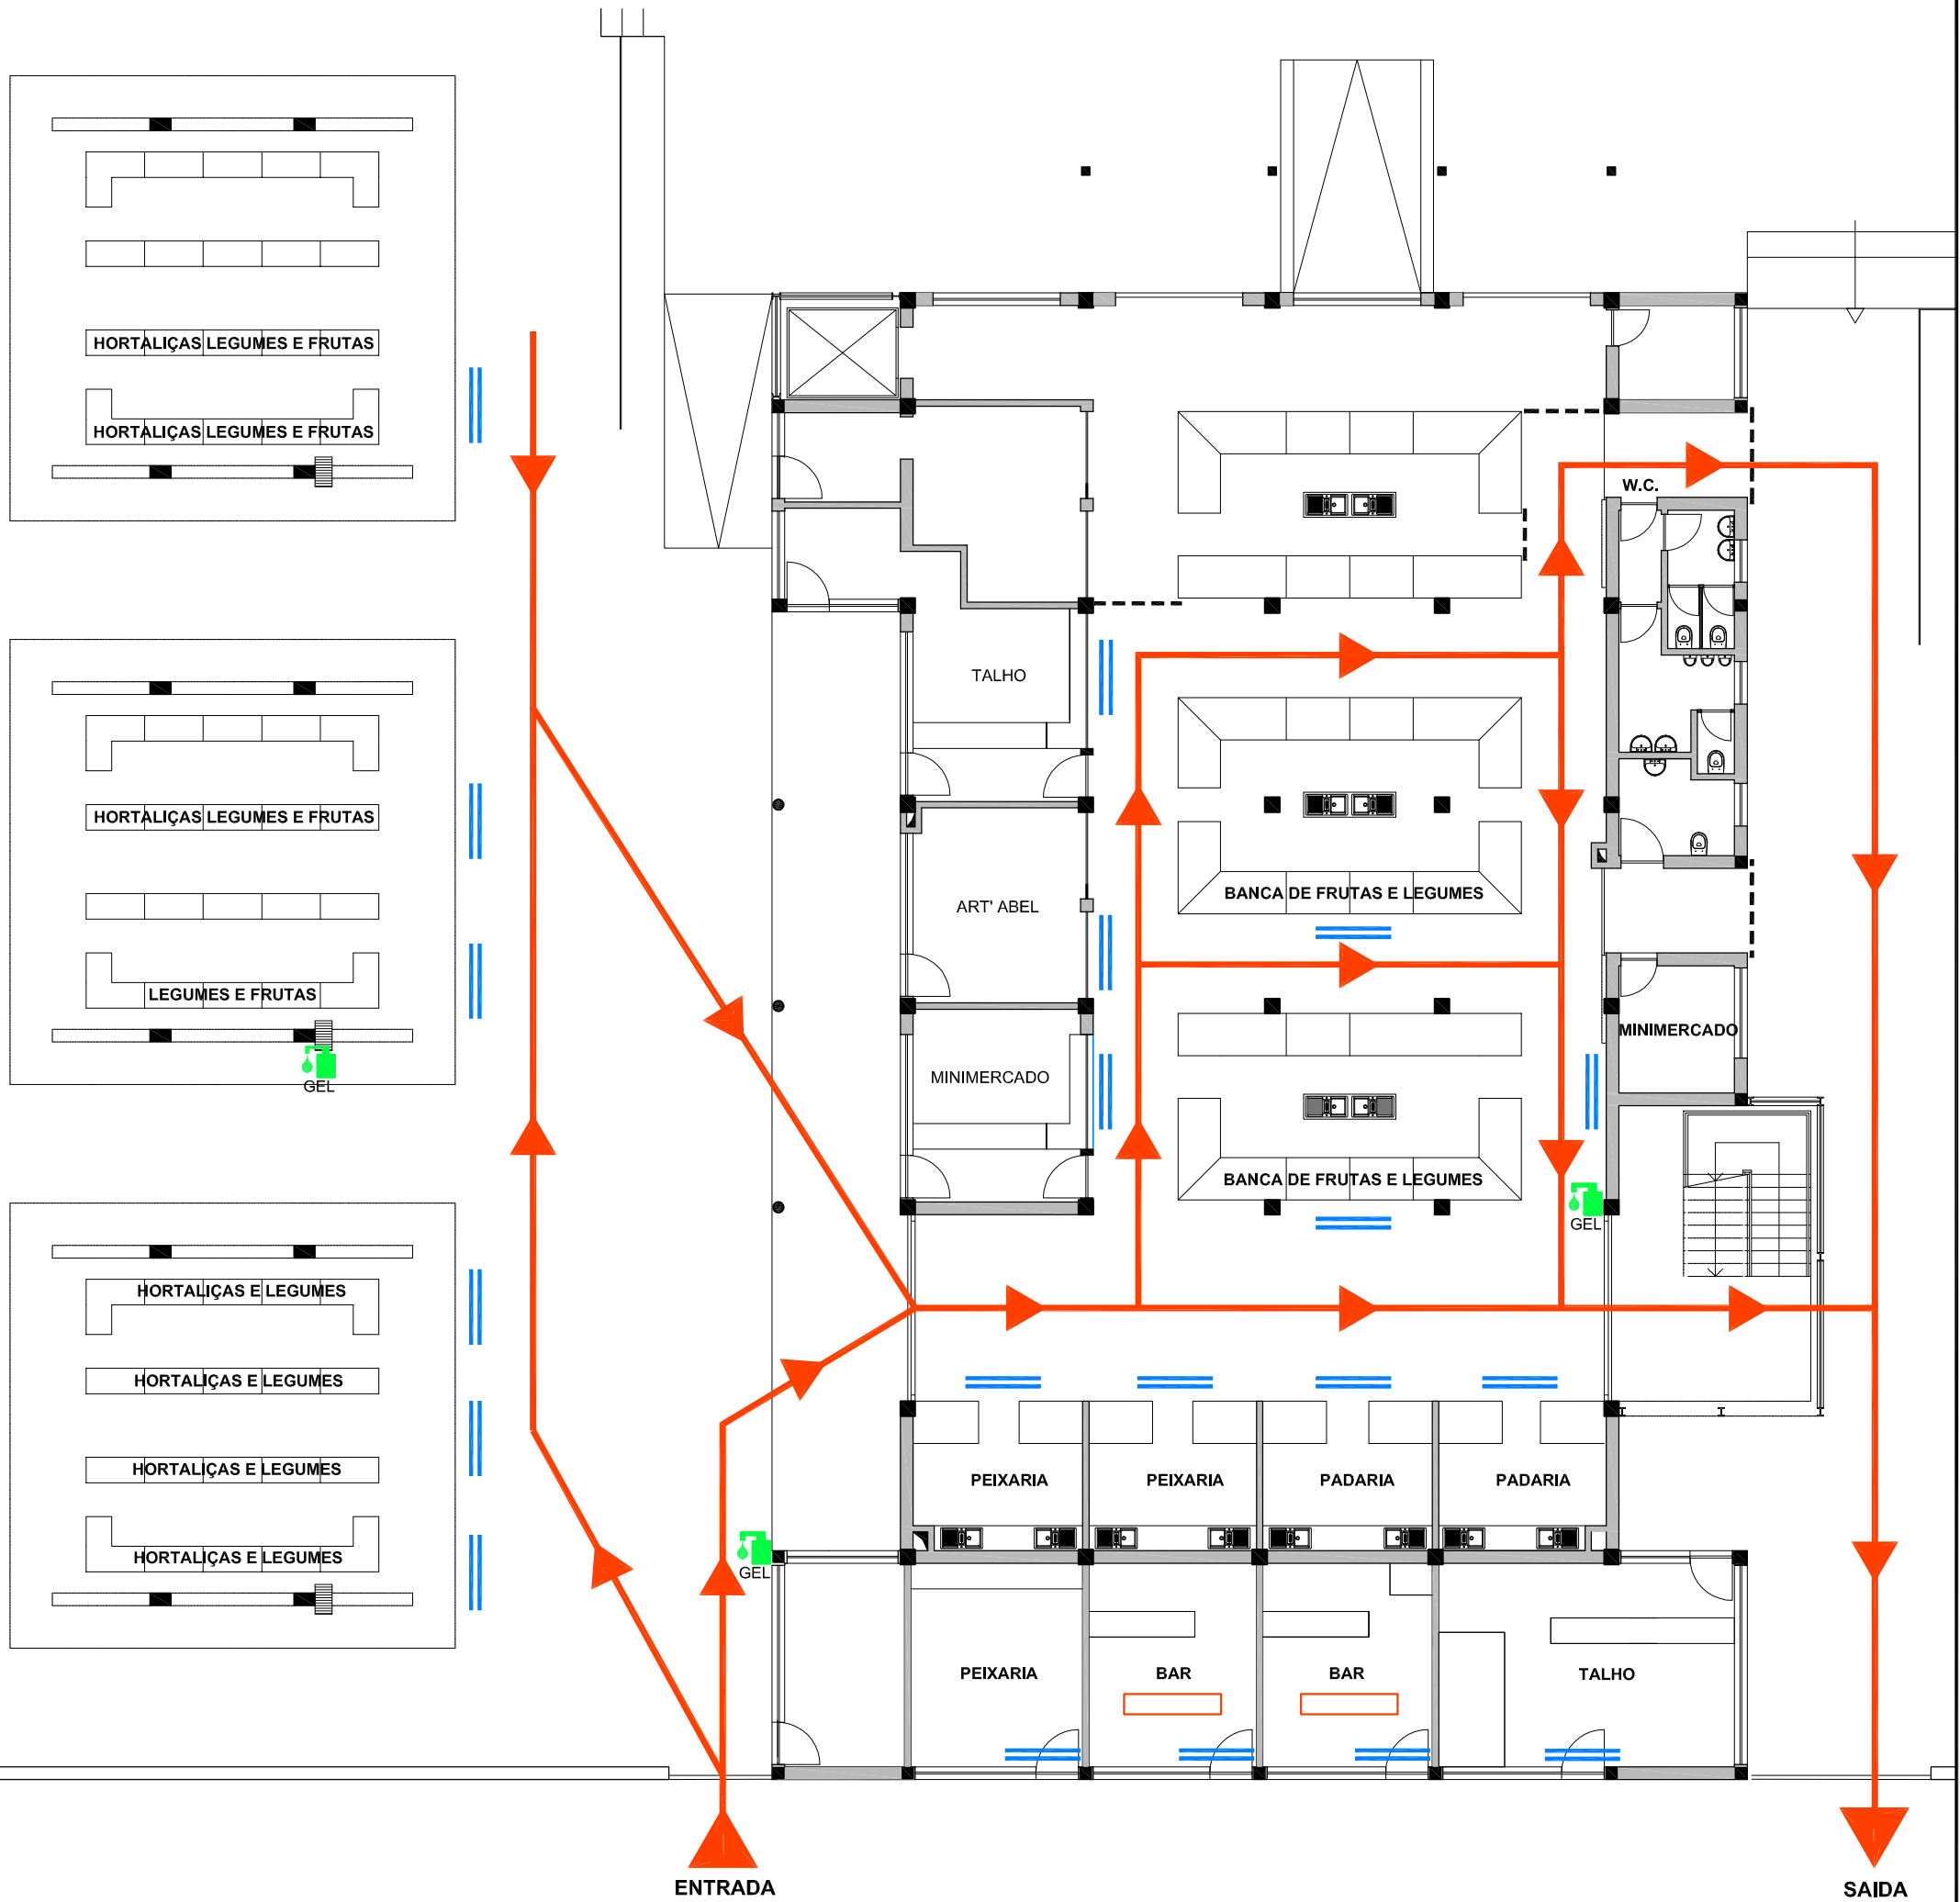 HORTALIÇAS LEGUMES E FRUTAS
HORTALIÇAS LEGUMES E FRUTAS
W.C.
TALHO
HORTALIÇAS LEGUMES E FRUTAS
BANCA DE FRUTAS E LEGUMES
ART' ABEL
LEGUMES E FRUTAS
MINIMERCADO
MINIMERCADO
GEL
BANCA DE FRUTAS E LEGUMES
GEL
HORTALIÇAS E LEGUMES
HORTALIÇAS E LEGUMES
HORTALIÇAS E LEGUMES
PEIXARIA
PEIXARIA
PADARIA
PADARIA
HORTALIÇAS E LEGUMES
GEL
PEIXARIA
BAR
BAR
TALHO
ENTRADA
SAIDA